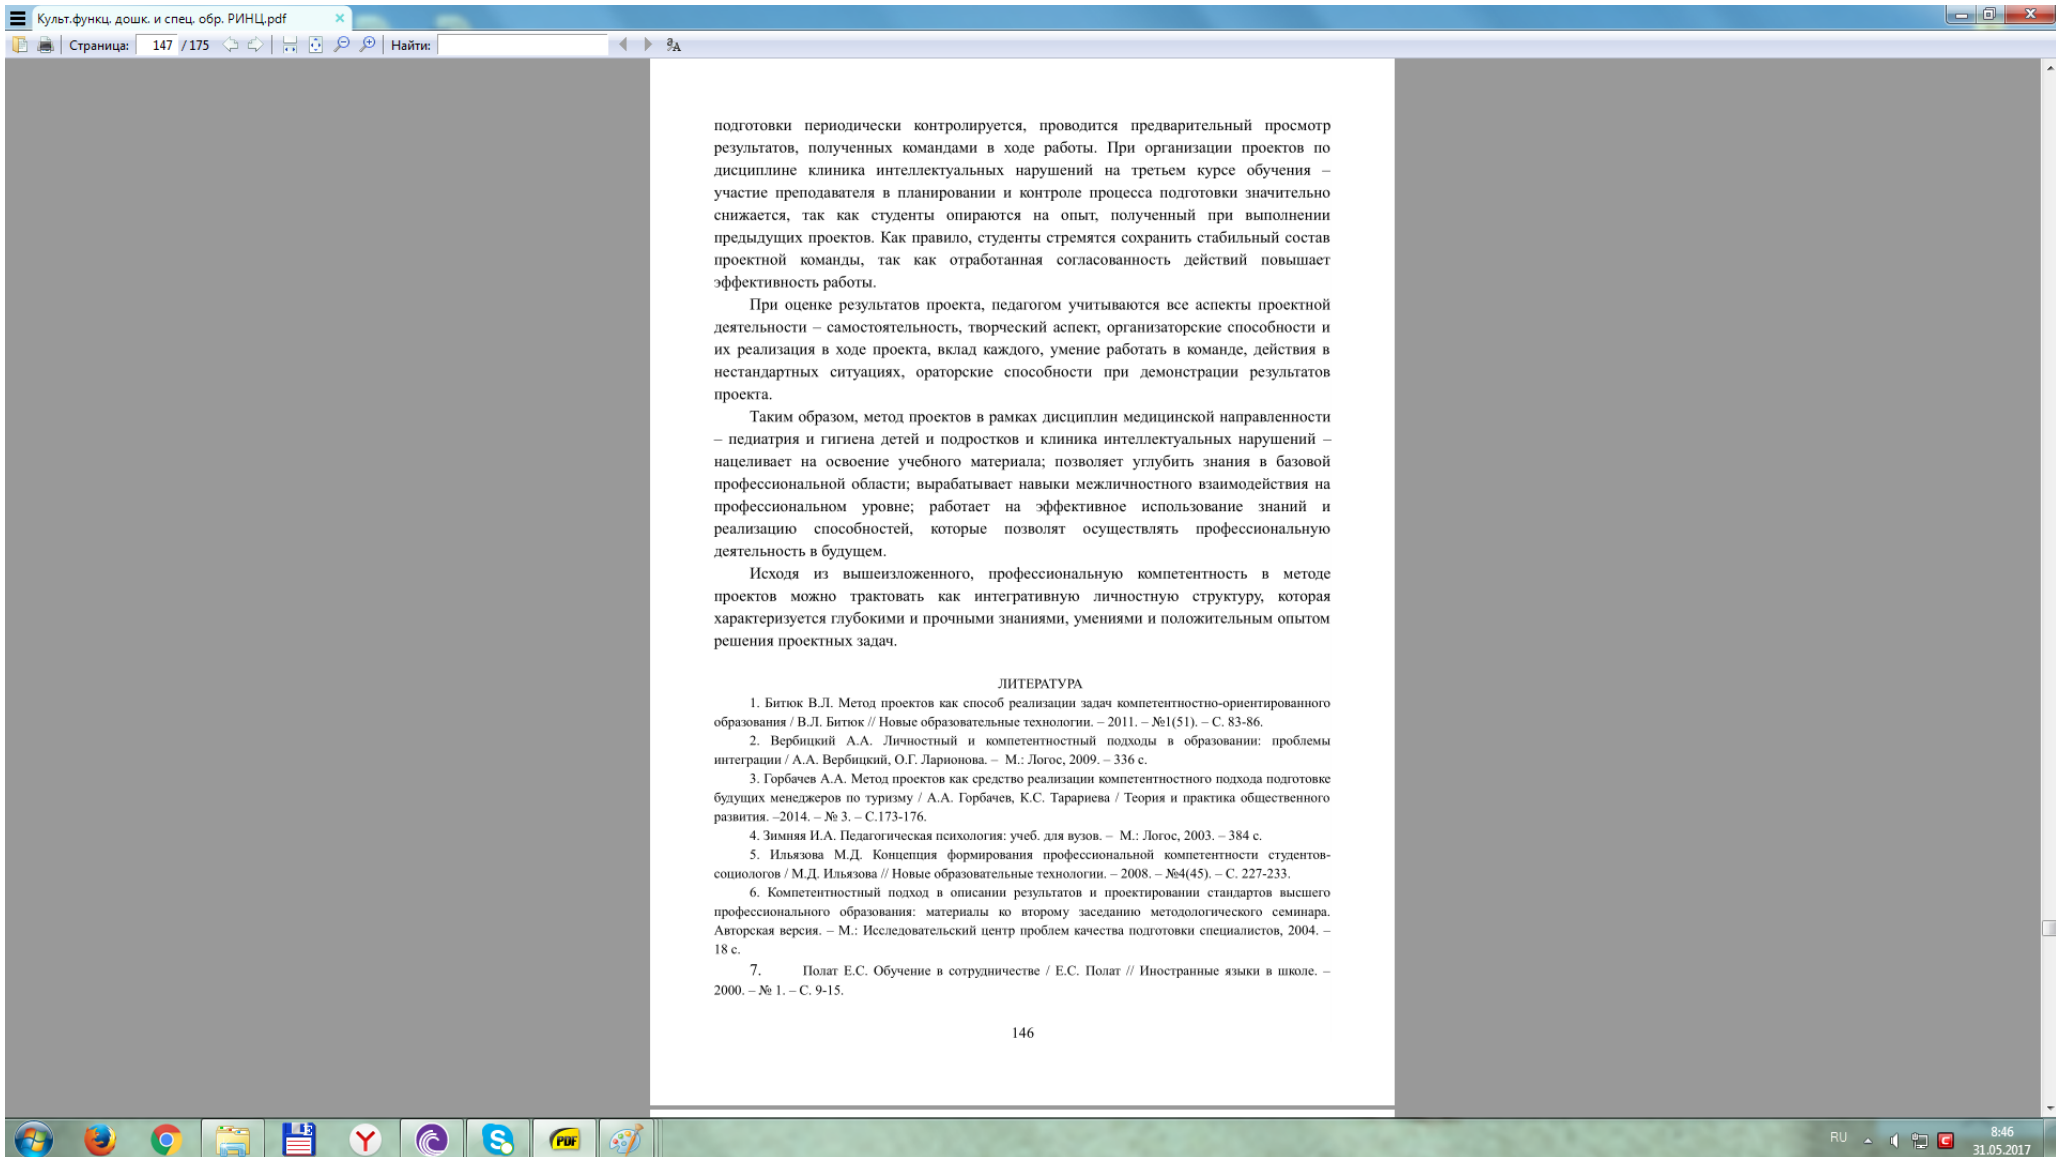 Культ.функц. дошк. и спец. обр. РИНЦ.pdf
Страница: 147 / 175 Найти:
подготовки периодически контролируется, проводится предварительный просмотр
результатов, полученных командами в ходе работы. При организации проектов по
дисциплине клиника интеллектуальных нарушений на третьем курсе обучения –
участие преподавателя в планировании и контроле процесса подготовки значительно
снижается, так как студенты опираются на опыт, полученный при выполнении
предыдущих проектов. Как правило, студенты стремятся сохранить стабильный состав
проектной команды, так как отработанная согласованность действий повышает
эффективность работы.
При оценке результатов проекта, педагогом учитываются все аспекты проектной
деятельности – самостоятельность, творческий аспект, организаторские способности и
их реализация в ходе проекта, вклад каждого, умение работать в команде, действия в
нестандартных ситуациях, ораторские способности при демонстрации результатов
проекта.
Таким образом, метод проектов в рамках дисциплин медицинской направленности
– педиатрия и гигиена детей и подростков и клиника интеллектуальных нарушений –
нацеливает на освоение учебного материала; позволяет углубить знания в базовой
профессиональной области; вырабатывает навыки межличностного взаимодействия на
профессиональном уровне; работает на эффективное использование знаний и
реализацию способностей, которые позволят осуществлять профессиональную
деятельность в будущем.
Исходя из вышеизложенного, профессиональную компетентность в методе
проектов можно трактовать как интегративную личностную структуру, которая
характеризуется глубокими и прочными знаниями, умениями и положительным опытом
решения проектных задач.
ЛИТЕРАТУРА
1. Битюк В.Л. Метод проектов как способ реализации задач компетентностно-ориентированного
образования / В.Л. Битюк // Новые образовательные технологии. – 2011. – №1(51). – С. 83-86.
2. Вербицкий А.А. Личностный и компетентностный подходы в образовании: проблемы
интеграции / А.А. Вербицкий, О.Г. Ларионова. – М.: Логос, 2009. – 336 с.
3. Горбачев А.А. Метод проектов как средство реализации компетентностного подхода подготовке
будущих менеджеров по туризму / А.А. Горбачев, К.С. Тарариева / Теория и практика общественного
развития. –2014. – № 3. – С.173-176.
4. Зимняя И.А. Педагогическая психология: учеб. для вузов. – М.: Логос, 2003. – 384 с.
5. Ильязова М.Д. Концепция формирования профессиональной компетентности студентов-
социологов / М.Д. Ильязова // Новые образовательные технологии. – 2008. – №4(45). – С. 227-233.
6. Компетентностный подход в описании результатов и проектировании стандартов высшего
профессионального образования: материалы ко второму заседанию методологического семинара.
Авторская версия. – М.: Исследовательский центр проблем качества подготовки специалистов, 2004. –
18 с.
7. Полат Е.С. Обучение в сотрудничестве / Е.С. Полат // Иностранные языки в школе. –
2000. – № 1. – С. 9-15.
146
PDF
RU
8:46
31.05.2017